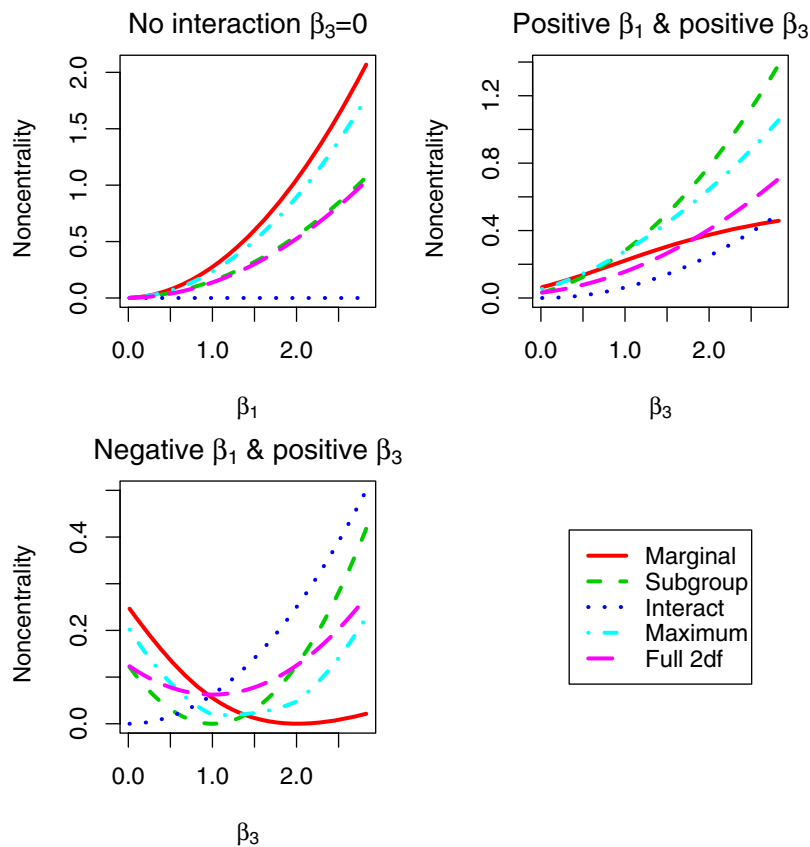 No interaction β₃=0
Noncentrality
2.0
1.5
1.0
0.5
0.0
0.0 1.0 2.0
β₁
Positive β₁ & positive β₃
Noncentrality
1.2
0.8
0.4
0.0
0.0 1.0 2.0
β₃
Negative β₁ & positive β₃
Noncentrality
0.4
0.2
0.0
0.0 1.0 2.0
β₃
Marginal
Subgroup
Interact
Maximum
Full 2df